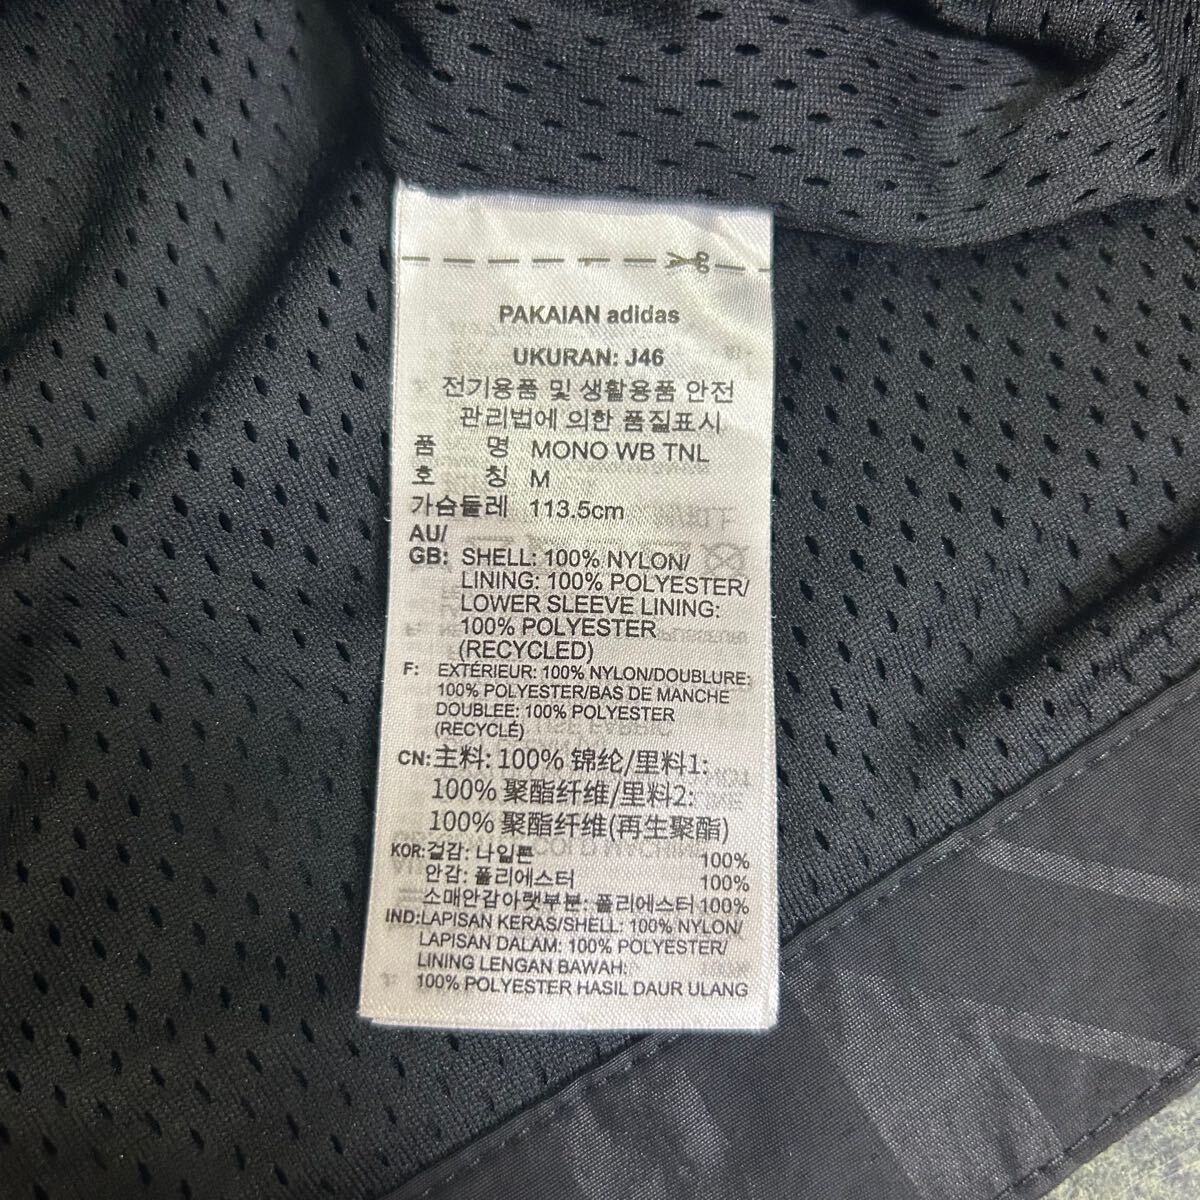 PAKAIAN adidas
UKURAN: J46
전기용품 및 생활용품 안전
관리법에 의한 품질표시
품 명 MONO WB TNL
호 칭 M
가슴둘레 113.5cm
AU/
GB: SHELL: 100% NYLON/
LINING: 100% POLYESTER/
LOWER SLEEVE LINING:
100% POLYESTER
(RECYCLED)
F: EXTÉRIEUR: 100% NYLON/DOUBLURE:
100% POLYESTER/BAS DE MANCHE
DOUBLEE: 100% POLYESTER
(RECYCLÉ)
CN: 主料: 100% 锦纶/里料1:
100% 聚酯纤维/里料2:
100% 聚酯纤维(再生聚酯)
KOR: 겉감: 나일론 100%
안감: 폴리에스터 100%
소매안감아랫부분: 폴리에스터 100%
IND: LAPISAN KERAS/SHELL: 100% NYLON/
LAPISAN DALAM: 100% POLYESTER/
LINING LENGAN BAWAH:
100% POLYESTER HASIL DAUR ULANG